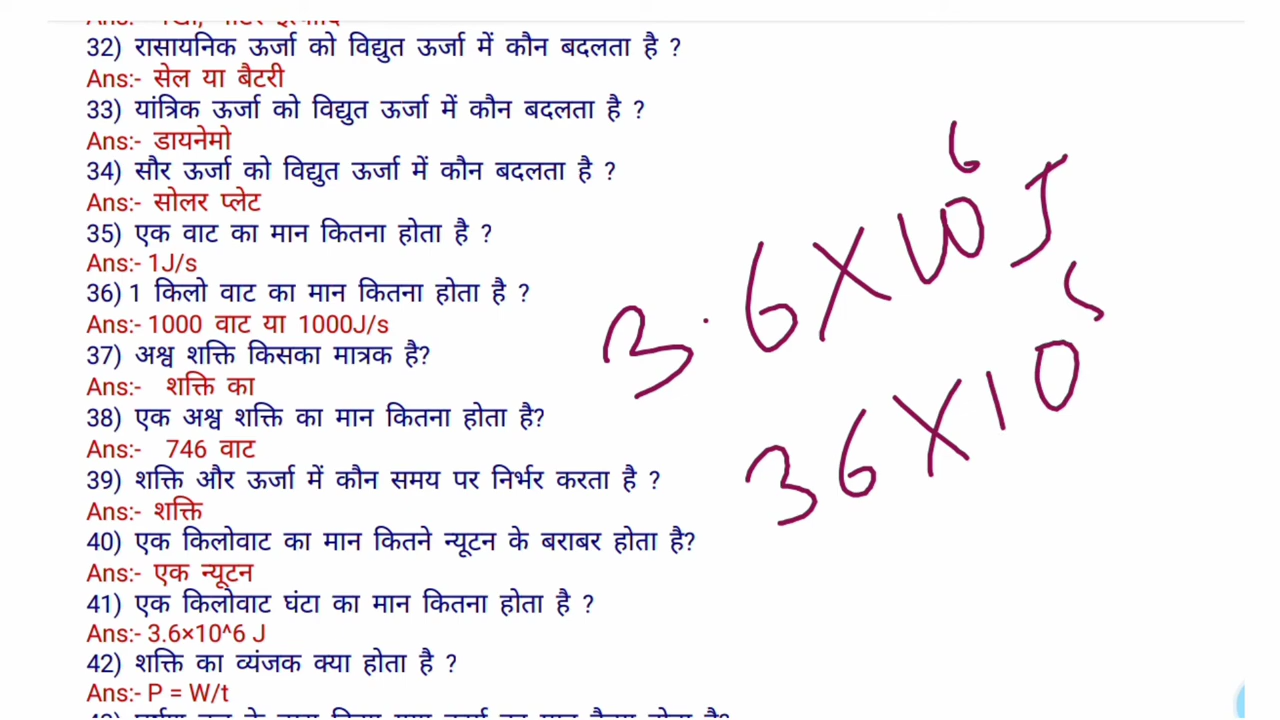 32) रासायनिक ऊर्जा को विद्युत ऊर्जा में कौन बदलता है ?
Ans:- सेल या बैटरी
33) यांत्रिक ऊर्जा को विद्युत ऊर्जा में कौन बदलता है ?
Ans:- डायनेमो
34) सौर ऊर्जा को विद्युत ऊर्जा में कौन बदलता है ?
Ans:- सोलर प्लेट
35) एक वाट का मान कितना होता है ?
Ans:- 1J/s
36) 1 किलो वाट का मान कितना होता है ?
Ans:- 1000 वाट या 1000J/s
37) अश्व शक्ति किसका मात्रक है?
Ans:- शक्ति का
38) एक अश्व शक्ति का मान कितना होता है?
Ans:- 746 वाट
39) शक्ति और ऊर्जा में कौन समय पर निर्भर करता है ?
Ans:- शक्ति
40) एक किलोवाट का मान कितने न्यूटन के बराबर होता है?
Ans:- एक न्यूटन
41) एक किलोवाट घंटा का मान कितना होता है ?
Ans:- 3.6×10^6 J
42) शक्ति का व्यंजक क्या होता है ?
Ans:- P = W/t
3.6×10⁶ J
36×10⁵